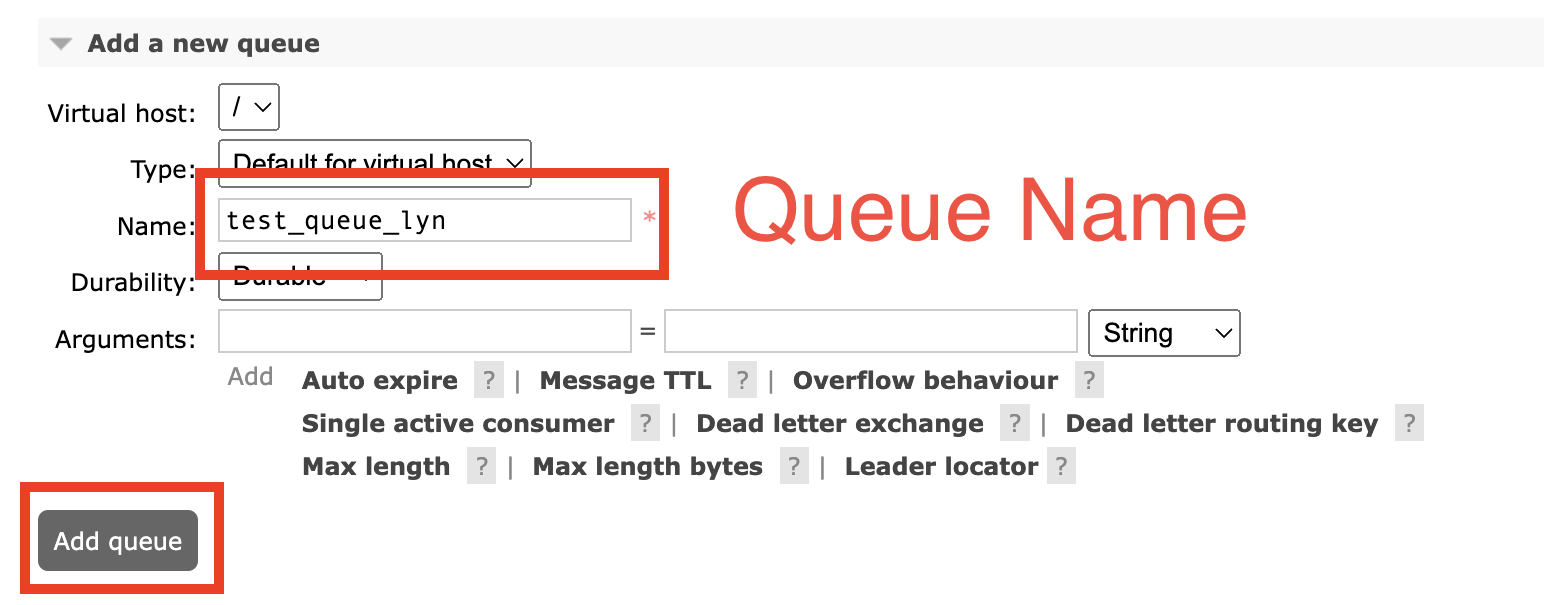 Add a new queue
Virtual host: /
Type: Default for virtual host
Name: test_queue_lyn * Queue Name
Durability: Durable
Arguments: = String
Add Auto expire ? | Message TTL ? | Overflow behaviour ?
Single active consumer ? | Dead letter exchange ? | Dead letter routing key ?
Max length ? | Max length bytes ? | Leader locator ?
Add queue